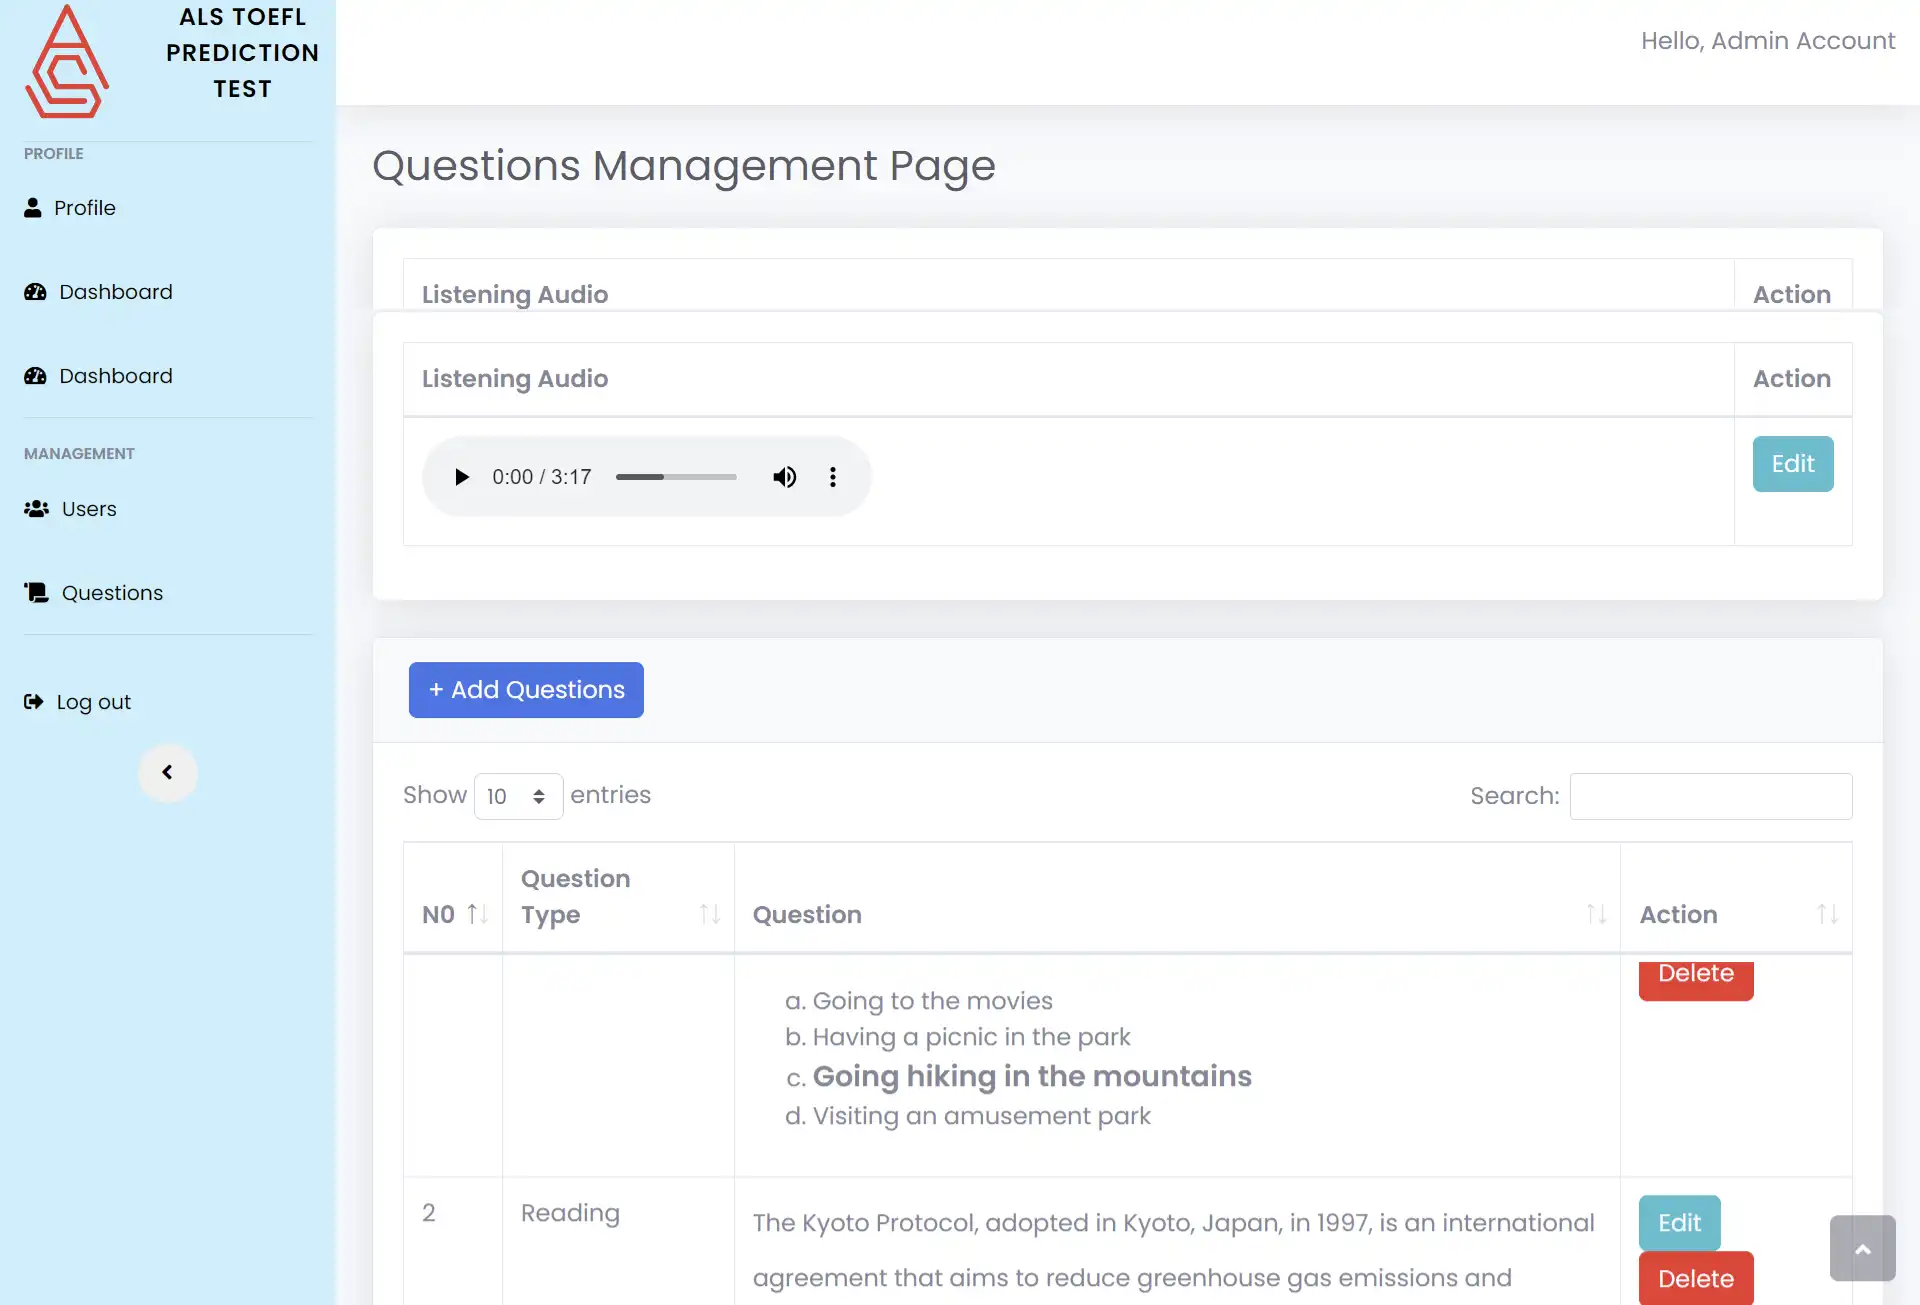 ALS TOEFL
PREDICTION
TEST
Hello, Admin Account
PROFILE
Profile
Dashboard
Dashboard
MANAGEMENT
Users
Questions
Log out
Questions Management Page
Listening Audio Action
Listening Audio Action
0:00 / 3:17 Edit
+ Add Questions
Show 10 entries Search:
N0 Question Type Question Action
Delete
a. Going to the movies
b. Having a picnic in the park
c. Going hiking in the mountains
d. Visiting an amusement park
2 Reading The Kyoto Protocol, adopted in Kyoto, Japan, in 1997, is an international Edit
agreement that aims to reduce greenhouse gas emissions and Delete